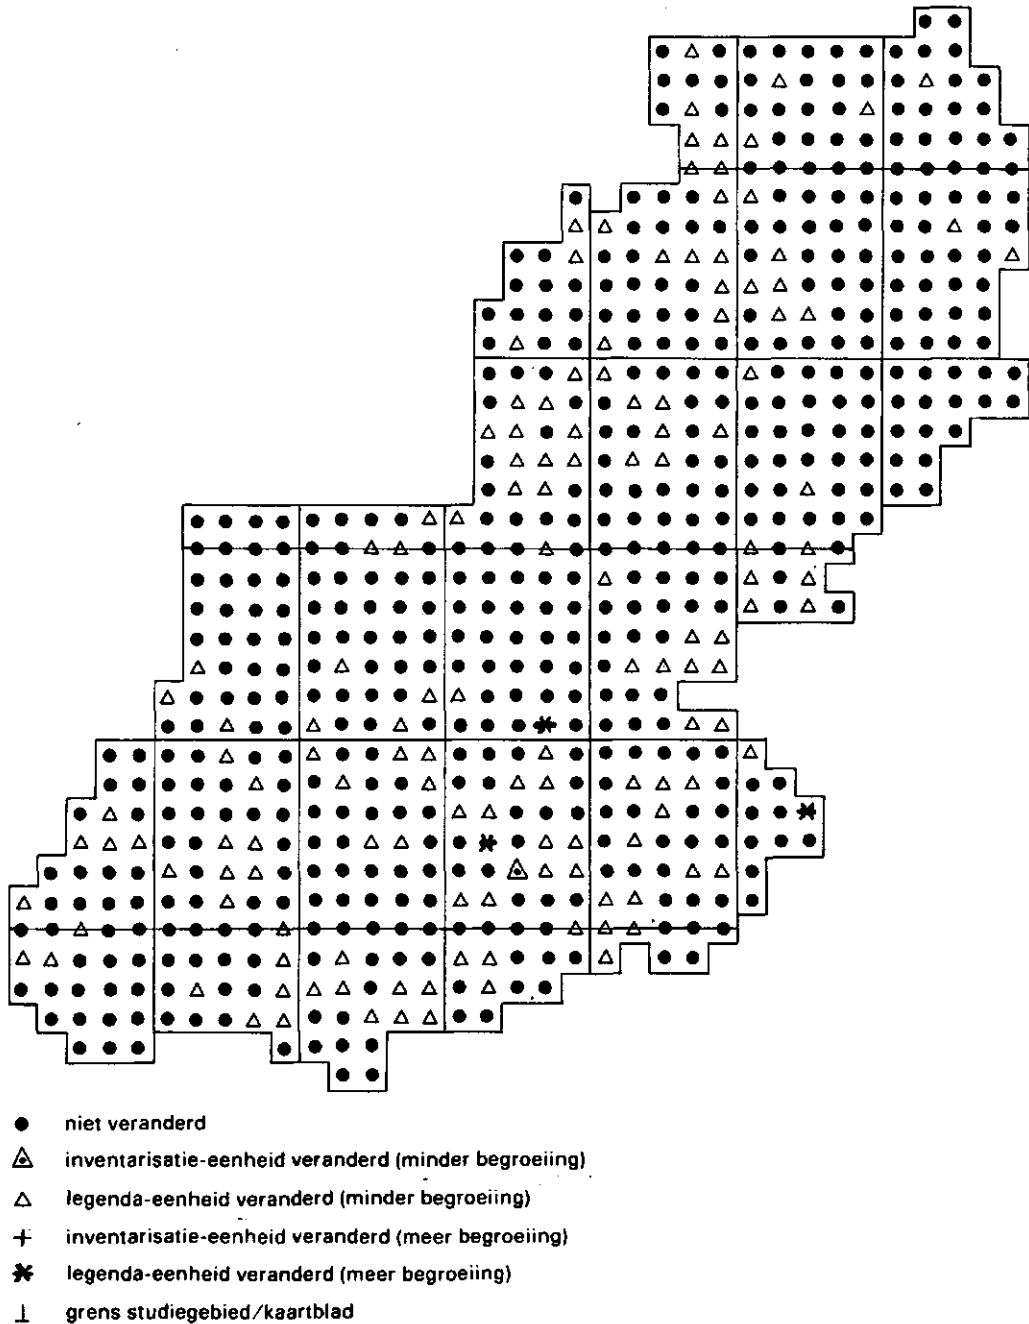 niet veranderd
inventarisatie-eenheid veranderd (minder begroeiing)
legenda-eenheid veranderd (minder begroeiing)
inventarisatie-eenheid veranderd (meer begroeiing)
legenda-eenheid veranderd (meer begroeiing)
grens studiegebied/kaartblad